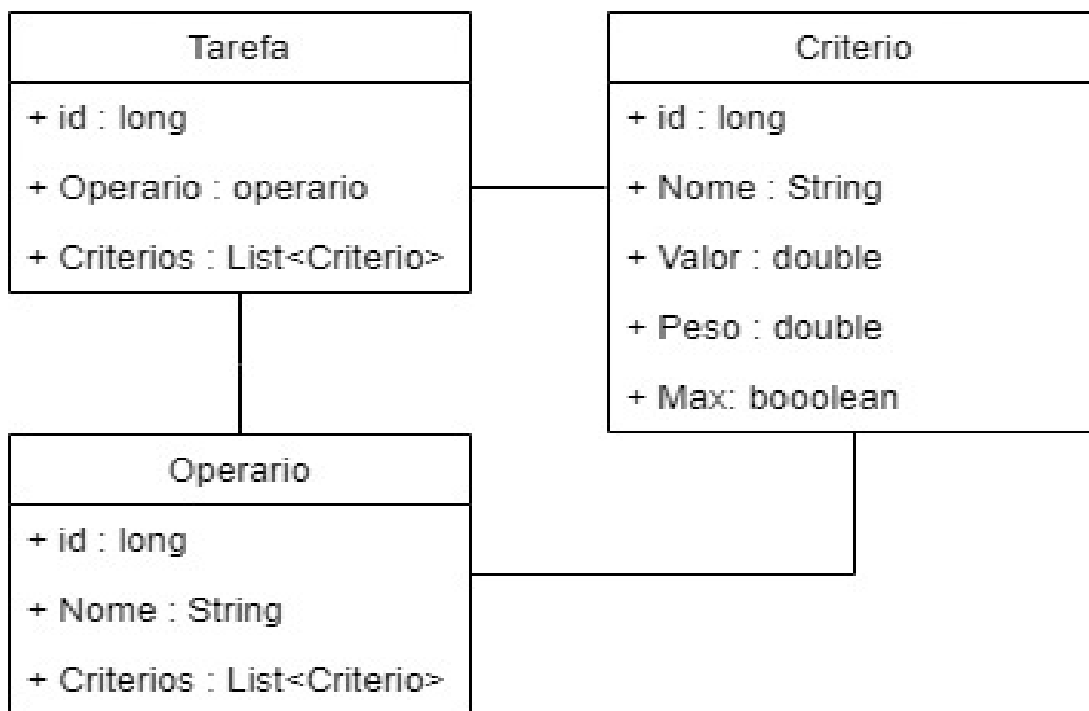 Tarefa
+ id : long
+ Operario : operario
+ Criterios : List<Criterio>
Criterio
+ id : long
+ Nome : String
+ Valor : double
+ Peso : double
+ Max: booolean
Operario
+ id : long
+ Nome : String
+ Criterios : List<Criterio>